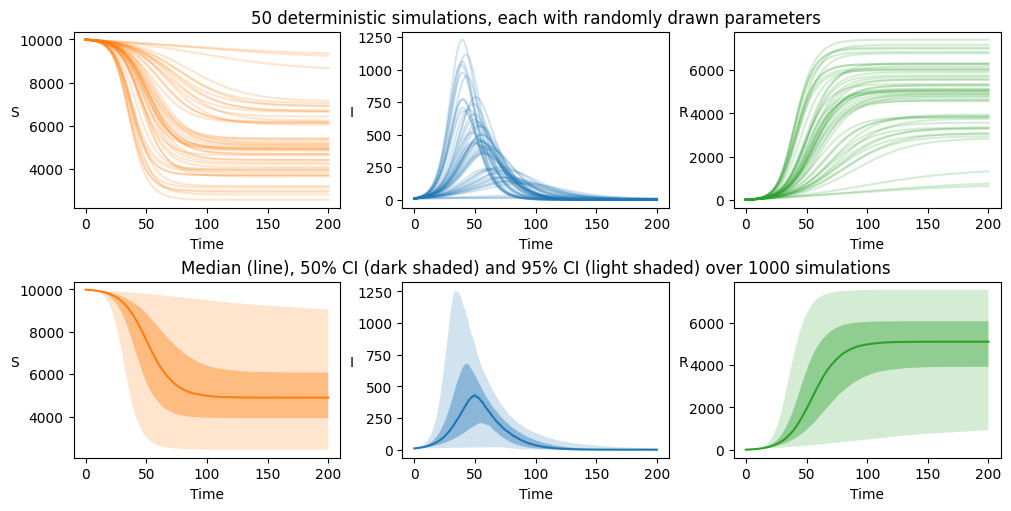 50 deterministic simulations, each with randomly drawn parameters
10000
8000
6000
4000
S
0 50 100 150 200
Time
1250
1000
750
500
250
0
I
0 50 100 150 200
Time
6000
4000
2000
0
R
0 50 100 150 200
Time
Median (line), 50% CI (dark shaded) and 95% CI (light shaded) over 1000 simulations
10000
8000
6000
4000
S
0 50 100 150 200
Time
1250
1000
750
500
250
0
I
0 50 100 150 200
Time
6000
4000
2000
0
R
0 50 100 150 200
Time